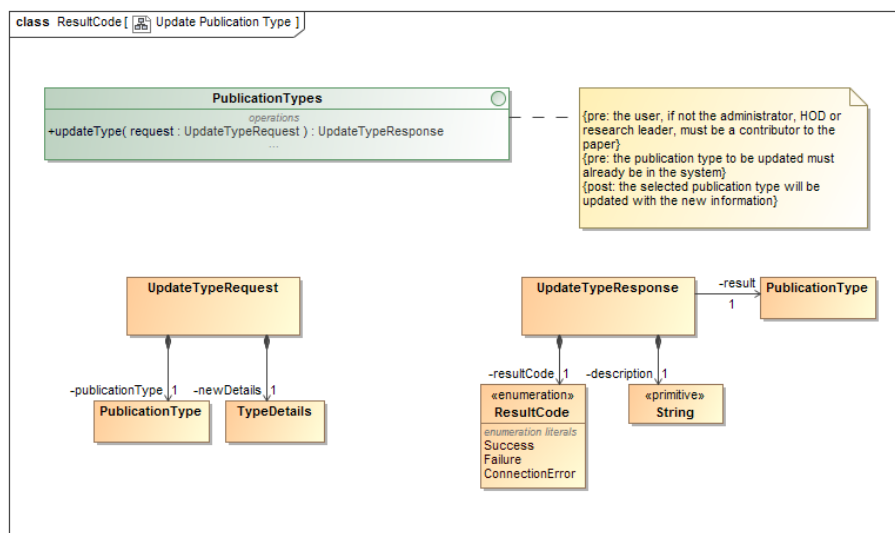 class ResultCode [ Update Publication Type ]
PublicationTypes
operations
+updateType( request : UpdateTypeRequest ) : UpdateTypeResponse
...
{pre: the user, if not the administrator, HOD or
research leader, must be a contributor to the
paper}
{pre: the publication type to be updated must
already be in the system}
{post: the selected publication type will be
updated with the new information}
UpdateTypeRequest
-publicationType 1
-newDetails 1
PublicationType
TypeDetails
UpdateTypeResponse
-result
1
PublicationType
-resultCode 1
-description 1
«enumeration»
ResultCode
enumeration literals
Success
Failure
ConnectionError
«primitive»
String